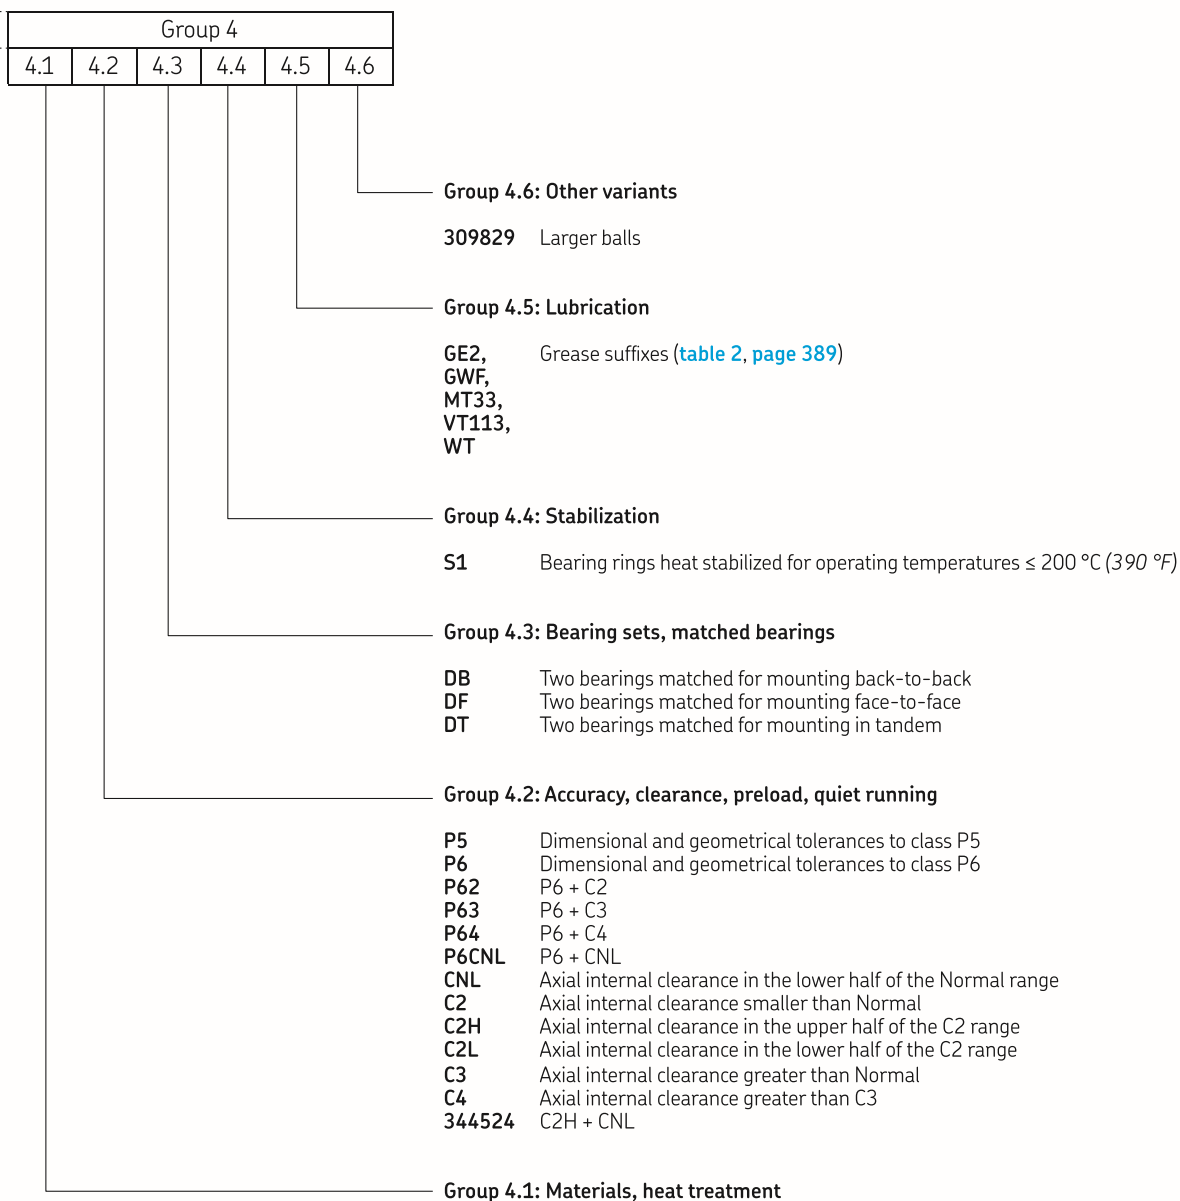 Group 4
4.1 4.2 4.3 4.4 4.5 4.6
Group 4.6: Other variants
309829 Larger balls
Group 4.5: Lubrication
GE2, Grease suffixes (table 2, page 389)
GWF,
MT33,
VT113,
WT
Group 4.4: Stabilization
S1 Bearing rings heat stabilized for operating temperatures ≤ 200 °C (390 °F)
Group 4.3: Bearing sets, matched bearings
DB Two bearings matched for mounting back-to-back
DF Two bearings matched for mounting face-to-face
DT Two bearings matched for mounting in tandem
Group 4.2: Accuracy, clearance, preload, quiet running
P5 Dimensional and geometrical tolerances to class P5
P6 Dimensional and geometrical tolerances to class P6
P62 P6 + C2
P63 P6 + C3
P64 P6 + C4
P6CNL P6 + CNL
CNL Axial internal clearance in the lower half of the Normal range
C2 Axial internal clearance smaller than Normal
C2H Axial internal clearance in the upper half of the C2 range
C2L Axial internal clearance in the lower half of the C2 range
C3 Axial internal clearance greater than Normal
C4 Axial internal clearance greater than C3
344524 C2H + CNL
Group 4.1: Materials, heat treatment